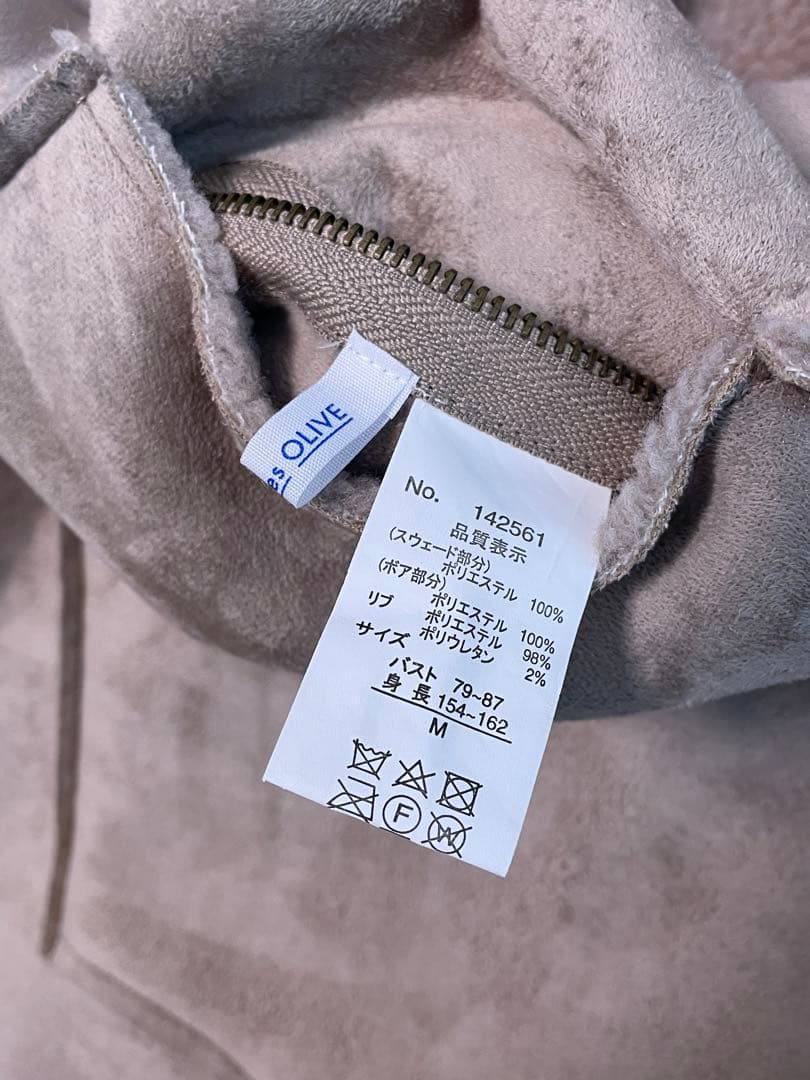 es OLIVE
No. 142561
品質表示
(スウェード部分)
ポリエステル 100%
(ボア部分)
ポリエステル 100%
リブ ポリエステル 98%
ポリウレタン 2%
サイズ
バスト 79~87
身長 154~162
M
F
W